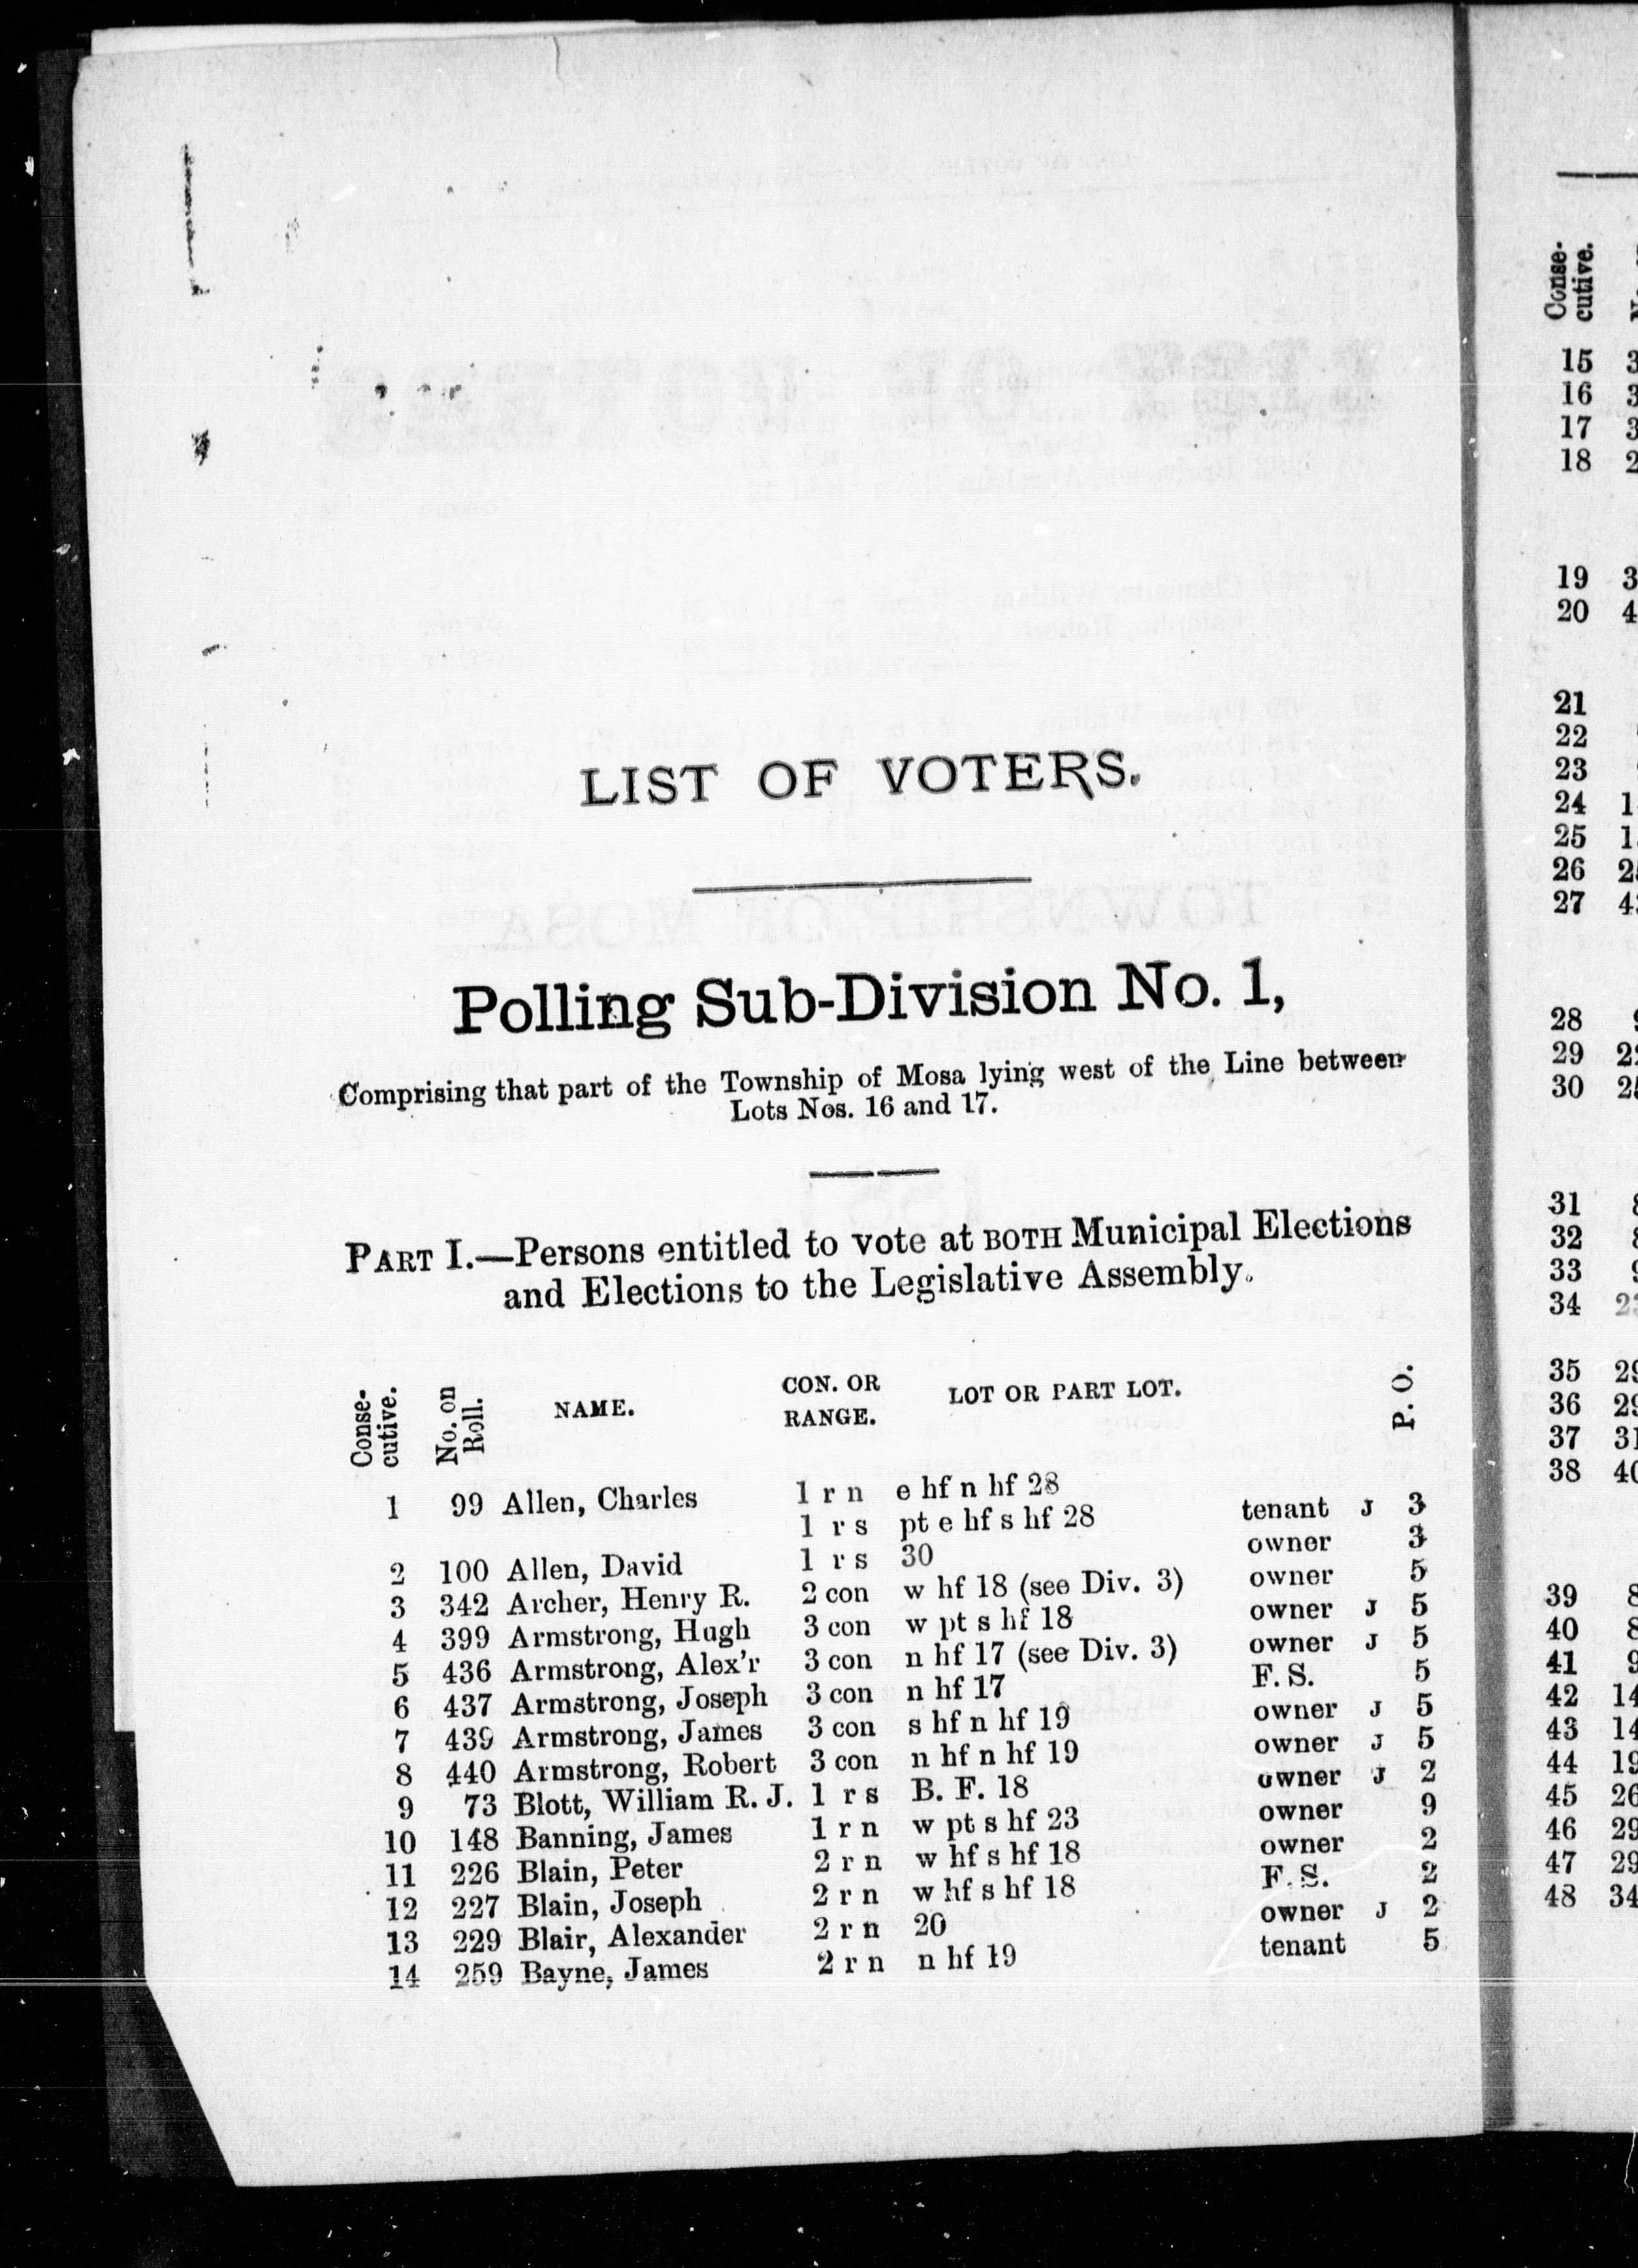 LIST OF VOTERS.
Polling Sub-Division No. 1,
Comprising that part of the Township of Mosa lying west of the Line between
Lots Nos. 16 and 17.
PART I.—Persons entitled to vote at BOTH Municipal Elections
and Elections to the Legislative Assembly.
Conse-cutive. No. on Roll. NAME. CON. OR RANGE. LOT OR PART LOT. P. O.
1 99 Allen, Charles 1 r n e hf n hf 28
1 r s pt e hf s hf 28 tenant J 3
2 100 Allen, David 1 r s 30 owner 3
3 342 Archer, Henry R. 2 con w hf 18 (see Div. 3) owner 5
4 399 Armstrong, Hugh 3 con w pt s hf 18 owner J 5
5 436 Armstrong, Alex'r 3 con n hf 17 (see Div. 3) owner J 5
6 437 Armstrong, Joseph 3 con n hf 17 F. S. 5
7 439 Armstrong, James 3 con s hf n hf 19 owner J 5
8 440 Armstrong, Robert 3 con n hf n hf 19 owner J 5
9 73 Blott, William R. J. 1 r s B. F. 18 owner J 2
10 148 Banning, James 1 r n w pt s hf 23 owner 9
11 226 Blain, Peter 2 r n w hf s hf 18 owner 2
12 227 Blain, Joseph 2 r n w hf s hf 18 F. S. 2
13 229 Blair, Alexander 2 r n 20 owner J 2
14 259 Bayne, James 2 r n n hf 19 tenant 5
Conse-cutive.
15
16
17
18
19
20
21
22
23
24
25
26
27
28
29
30
31
32
33
34
35
36
37
38
39
40
41
42
43
44
45
46
47
48